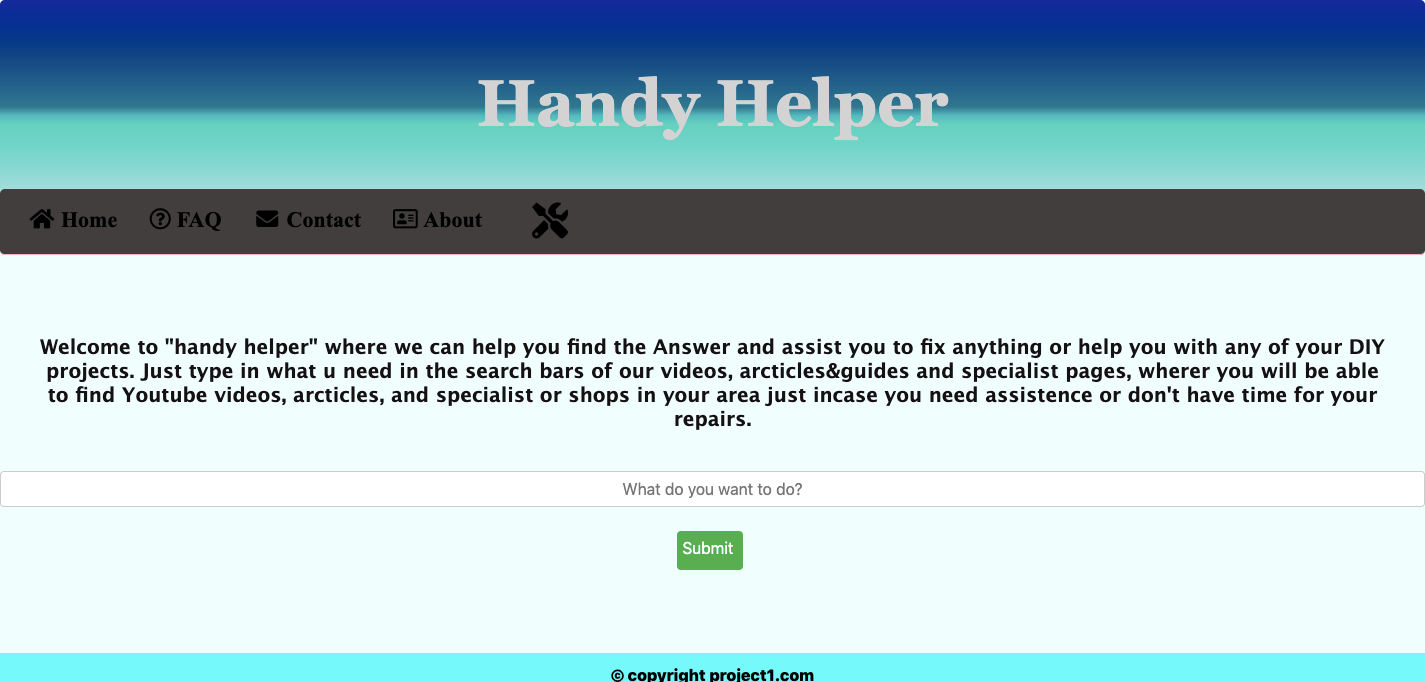 Handy Helper
Home FAQ Contact About
Welcome to "handy helper" where we can help you find the Answer and assist you to fix anything or help you with any of your DIY
projects. Just type in what u need in the search bars of our videos, arcticles&guides and specialist pages, wherer you will be able
to find Youtube videos, arcticles, and specialist or shops in your area just incase you need assistence or don't have time for your
repairs.
What do you want to do?
Submit
© copyright project1.com